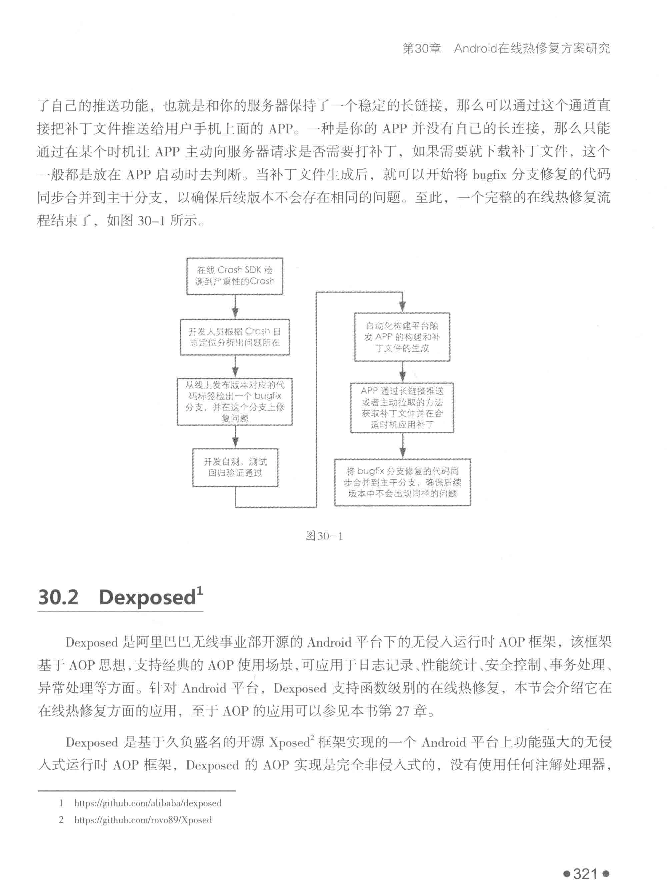 第30章 Android在线热修复方案研究
了自己的推送功能，也就是和你的服务器保持了一个稳定的长链接，那么可以通过这个通道直
接把补丁文件推送给用户手机上面的 APP。一种是你的 APP 并没有自己的长连接，那么只能
通过在某个时机让 APP 主动向服务器请求是否需要打补丁，如果需要就下载补丁文件，这个
一般都是放在 APP 启动时去判断。当补丁文件生成后，就可以开始将 bugfix 分支修复的代码
同步合并到主干分支，以确保后续版本不会存在相同的问题。至此，一个完整的在线热修复流
程结束了，如图 30-1 所示。
在线 Crash SDK 检
测到严重性的Crash
开发人员根据 Crash 日
志定位分析出问题所在
从线上发布版本对应的代
码标签检出一个 bugfix
分支，并在这个分支上修
复问题
开发自测，测试
回归验证通过
自动化构建平台触
发 APP 的构建和补
丁文件的生成
APP 通过长链接推送
或者主动拉取的方法
获取补丁文件并在合
适时机应用补丁
将 bugfix 分支修复的代码同
步合并到主干分支，确保后续
版本中不会出现同样的问题
图30-1
30.2 Dexposed1
Dexposed 是阿里巴巴无线事业部开源的 Android 平台下的无侵入运行时 AOP 框架，该框架
基于 AOP 思想，支持经典的 AOP 使用场景，可应用于日志记录、性能统计、安全控制、事务处理、
异常处理等方面。针对 Android 平台，Dexposed 支持函数级别的在线热修复，本节会介绍它在
在线热修复方面的应用，至于 AOP 的应用可以参见本书第 27 章。
Dexposed 是基于久负盛名的开源 Xposed2 框架实现的一个 Android 平台上功能强大的无侵
入式运行时 AOP 框架，Dexposed 的 AOP 实现是完全非侵入式的，没有使用任何注解处理器，
1 https://github.com/alibaba/dexposed
2 https://github.com/rovo89/Xposed
●321●